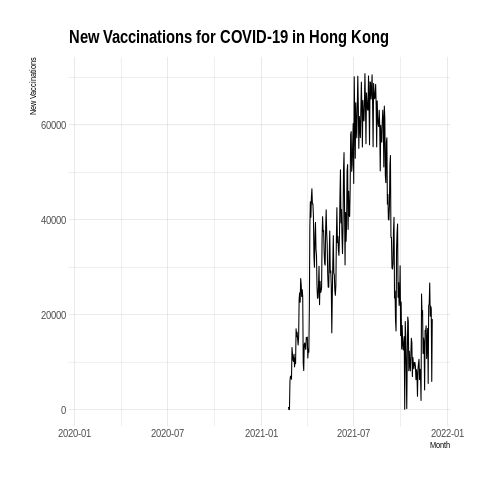 New Vaccinations for COVID-19 in Hong Kong
New Vaccinations
60000
40000
20000
0
2020-01 2020-07 2021-01 2021-07 2022-01
Month